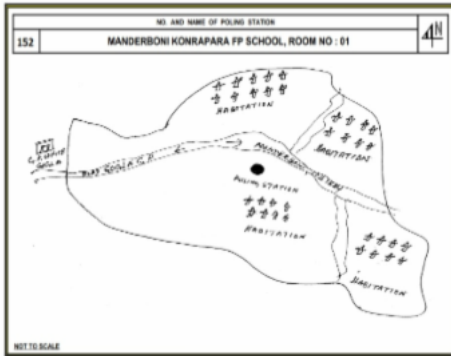 NO. AND NAME OF POLING STATION
152
MANDERBONI KONRAPARA FP SCHOOL, ROOM NO : 01
N
HABITATION
HABITATION
MANDERBONI
POLING STATION
HABITATION
HABITATION
NOT TO SCALE